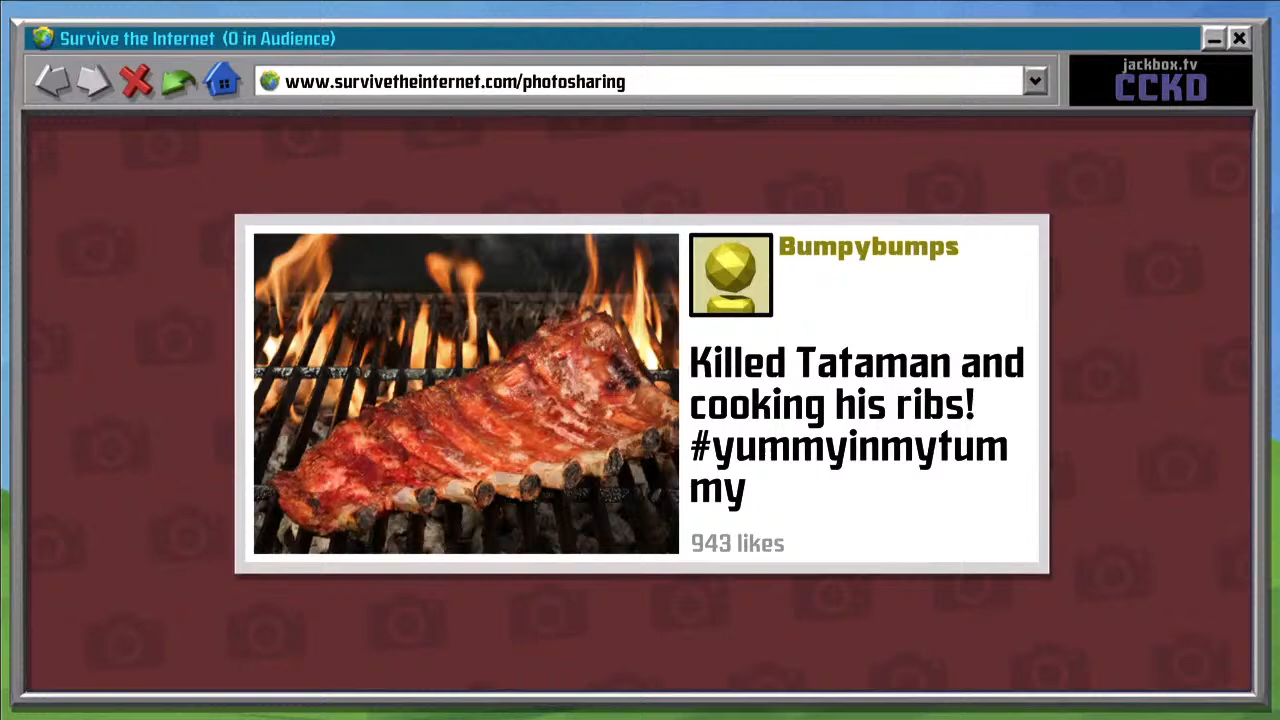 Survive the Internet (0 in Audience)
www.survivetheinternet.com/photosharing
jackbox.tv
CCKD
Bumpybumps
Killed Tataman and
cooking his ribs!
#yummyinmytum
my
943 likes